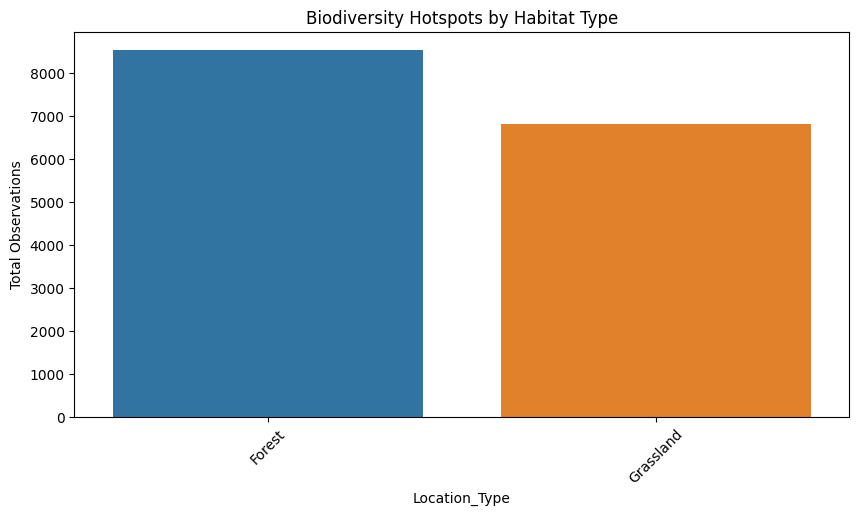 Biodiversity Hotspots by Habitat Type
Total Observations
8000
7000
6000
5000
4000
3000
2000
1000
0
Forest
Grassland
Location_Type